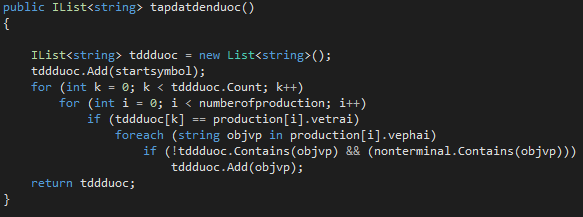 public IList<string> tapdatdenduoc()
{
IList<string> tddduoc = new List<string>();
tddduoc.Add(startsymbol);
for (int k = 0; k < tddduoc.Count; k++)
for (int i = 0; i < numberofproduction; i++)
if (tddduoc[k] == production[i].vetrai)
foreach (string objvp in production[i].vephai)
if (!tddduoc.Contains(objvp) && (nonterminal.Contains(objvp)))
tddduoc.Add(objvp);
return tddduoc;
}